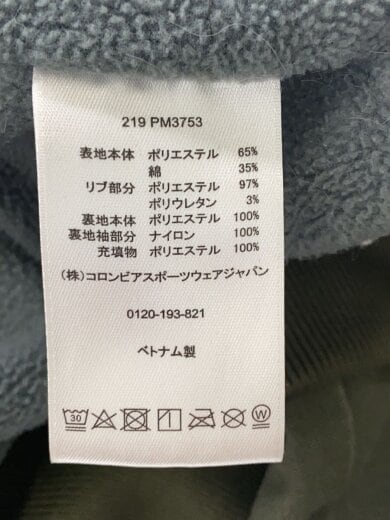 219 PM3753
表地本体 ポリエステル 65%
綿 35%
リブ部分 ポリエステル 97%
ポリウレタン 3%
裏地本体 ポリエステル 100%
裏地袖部分 ナイロン 100%
充填物 ポリエステル 100%
(株)コロンビアスポーツウェアジャパン
0120-193-821
ベトナム製
30 W